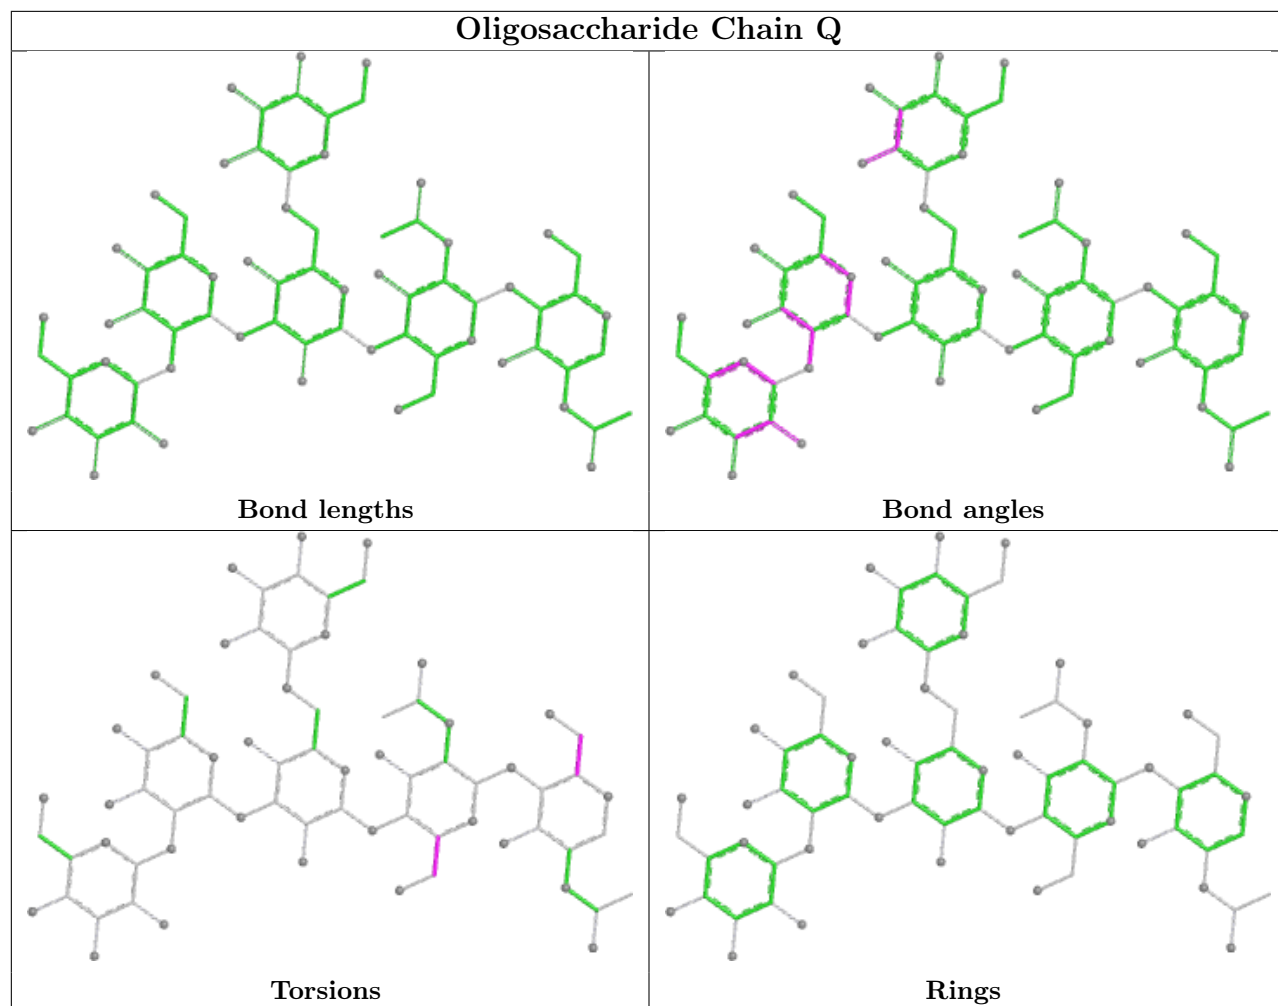 Oligosaccharide Chain Q
Bond lengths
Bond angles
Torsions
Rings